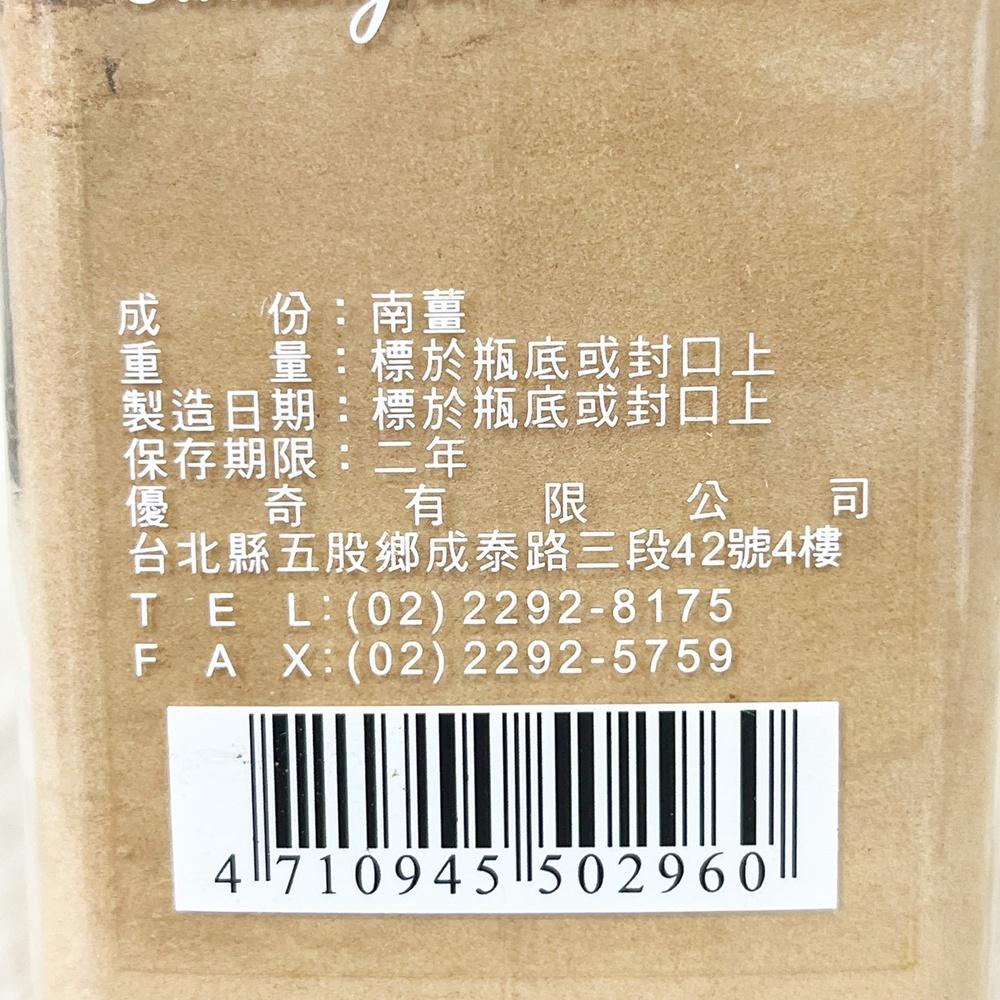 成份：南薑
重量：標於瓶底或封口上
製造日期：標於瓶底或封口上
保存期限：二年
優奇有限公司
台北縣五股鄉成泰路三段42號4樓
TEL:(02)2292-8175
FAX:(02)2292-5759
4 710945 502960